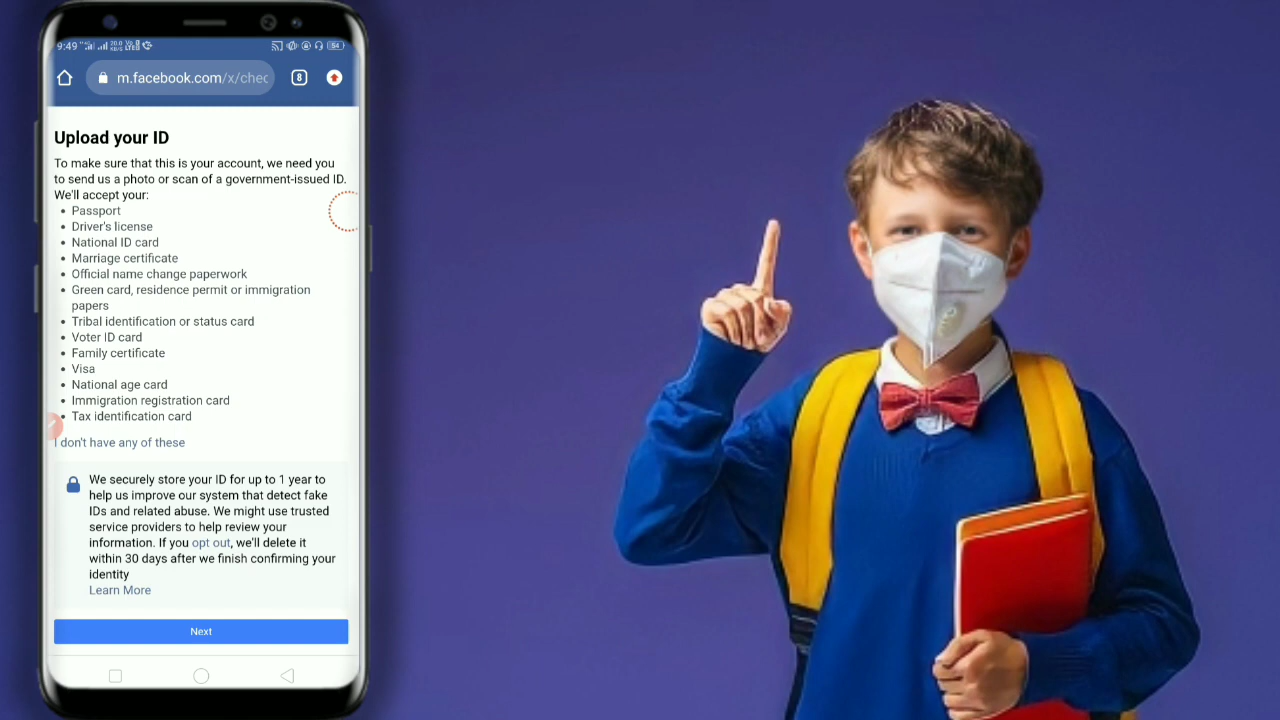 9:49
54
m.facebook.com/x/chec
8
Upload your ID
To make sure that this is your account, we need you
to send us a photo or scan of a government-issued ID.
We'll accept your:
• Passport
• Driver's license
• National ID card
• Marriage certificate
• Official name change paperwork
• Green card, residence permit or immigration
papers
• Tribal identification or status card
• Voter ID card
• Family certificate
• Visa
• National age card
• Immigration registration card
• Tax identification card
I don't have any of these
We securely store your ID for up to 1 year to
help us improve our system that detect fake
IDs and related abuse. We might use trusted
service providers to help review your
information. If you opt out, we'll delete it
within 30 days after we finish confirming your
identity
Learn More
Next